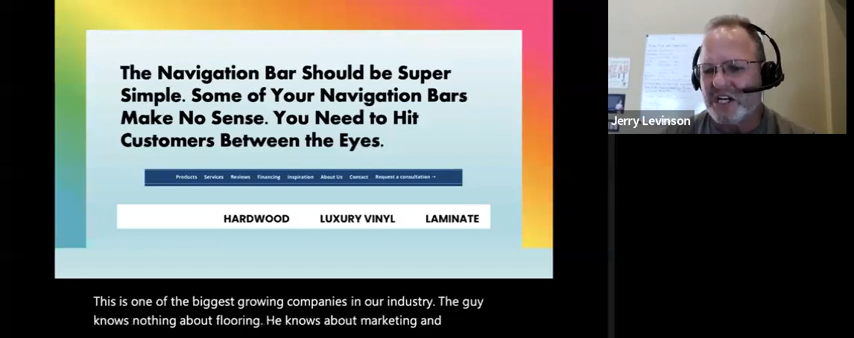 The Navigation Bar Should be Super
Simple. Some of Your Navigation Bars
Make No Sense. You Need to Hit
Customers Between the Eyes.
Products Services Reviews Financing Inspiration About Us Contact Request a consultation →
HARDWOOD LUXURY VINYL LAMINATE
This is one of the biggest growing companies in our industry. The guy
knows nothing about flooring. He knows about marketing and
Jerry Levinson